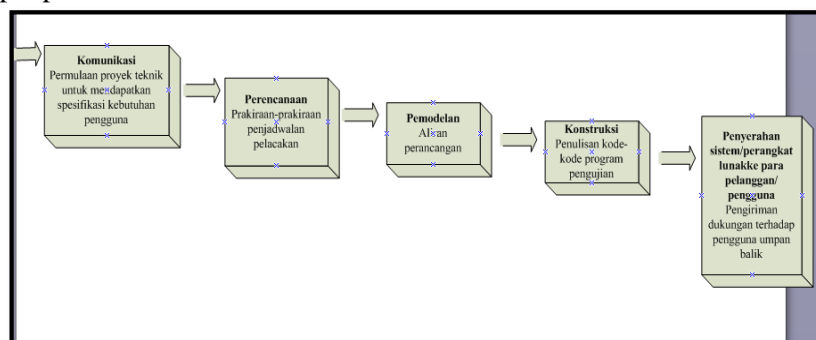 Komunikasi
Permulaan proyek teknik
untuk mendapatkan
spesifikasi kebutuhan
pengguna
Perencanaan
Prakiraan-prakiraan
penjadwalan
pelacakan
Pemodelan
perancangan
Konstruksi
Penulisan kode-
kode program
pengujian
Penyerahan
sistem/perangkat
lunakke para
pelanggan/
pengguna
Pengiriman
dukungan terhadap
pengguna umpan
balik